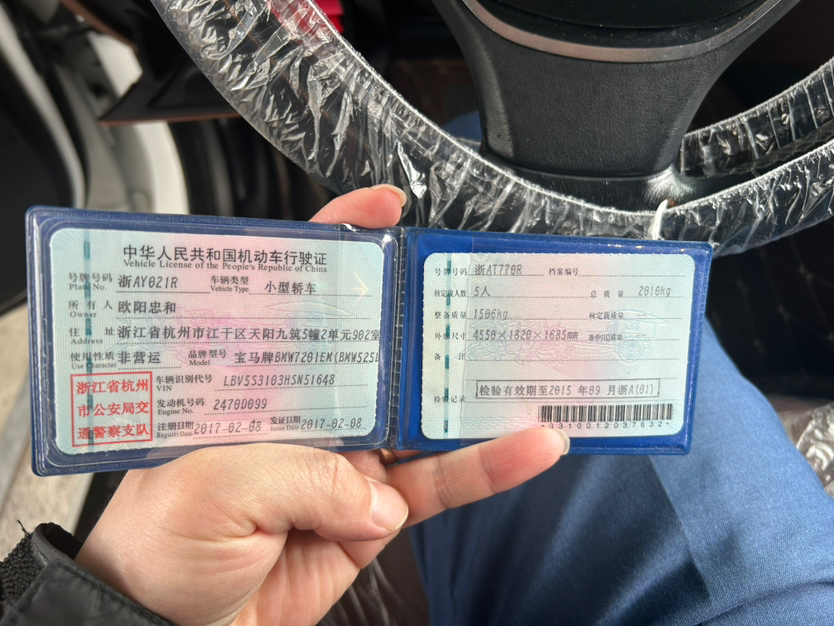 中华人民共和国机动车行驶证
Vehicle License of the People's Republic of China
号牌号码 浙AY021R 车辆类型 小型轿车
Plate No. Vehicle Type
所有人 欧阳忠和
Owner
住址 浙江省杭州市江干区天阳九筑5幢2单元902室
Address
使用性质 非营运 品牌型号 宝马牌BMW7201EM(BMW525L
Use Character Model
浙江省杭州
市公安局交
通警察支队
车辆识别代号 LBV5S3103HSN51648
VIN
发动机号码 2470D099
Engine No.
注册日期 2017-02-08 发证日期 2017-02-08
Register Date Issue Date
号牌号码 浙AT770R 档案编号
核定载人数 5人 总质量 2010kg
整备质量 1506kg 核定载质量
外廓尺寸 4550×1820×1685mm 准牵引总质量
备注
检验记录 检验有效期至2015年09月浙A(01)
*3310012037632*